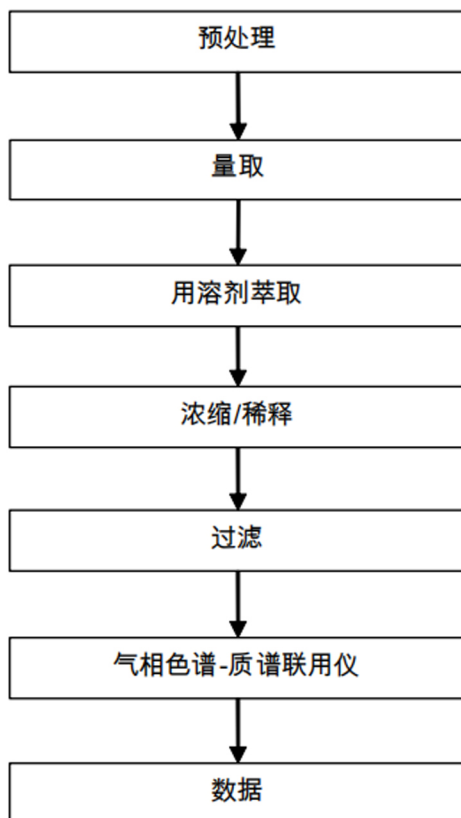 预处理
量取
用溶剂萃取
浓缩/稀释
过滤
气相色谱-质谱联用仪
数据